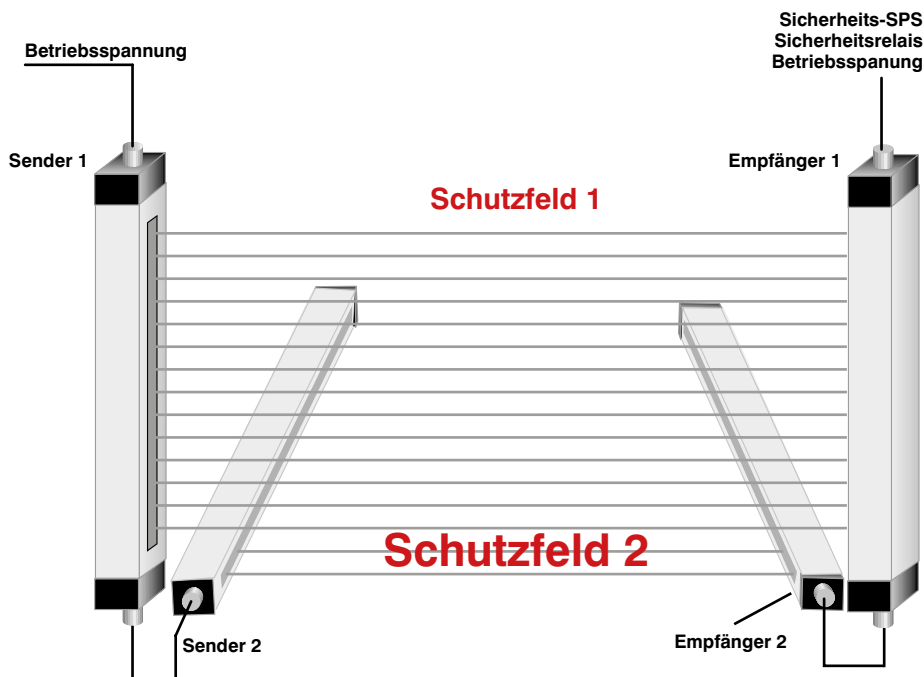 Sicherheits-SPS
Sicherheitsrelais
Betriebsspanung
Betriebsspannung
Sender 1
Empfänger 1
Schutzfeld 1
Schutzfeld 2
Sender 2
Empfänger 2